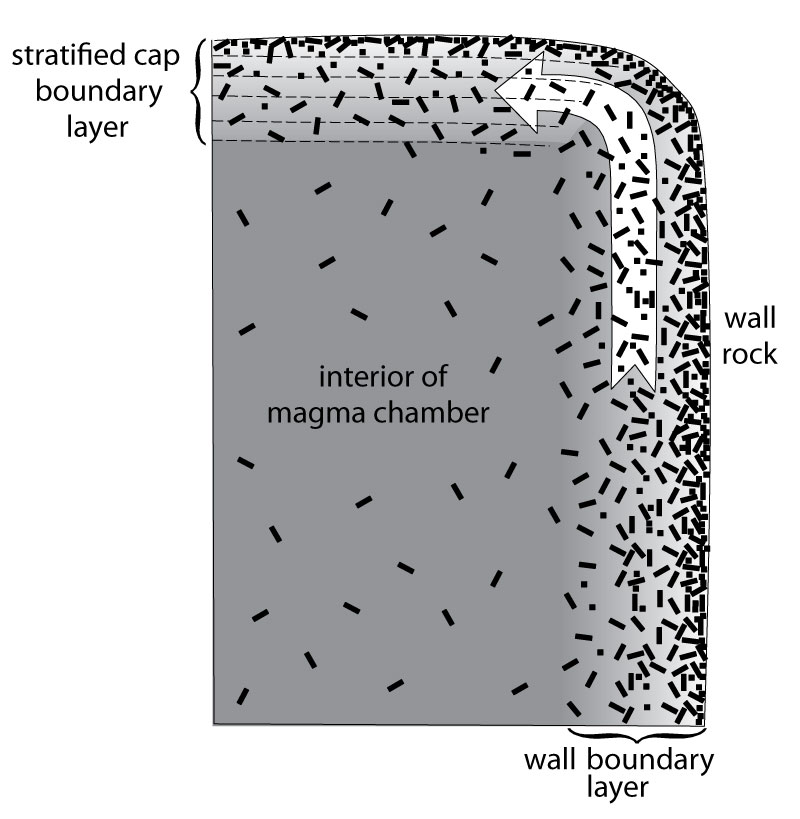 stratified cap
boundary
layer
wall
rock
interior of
magma chamber
wall boundary
layer